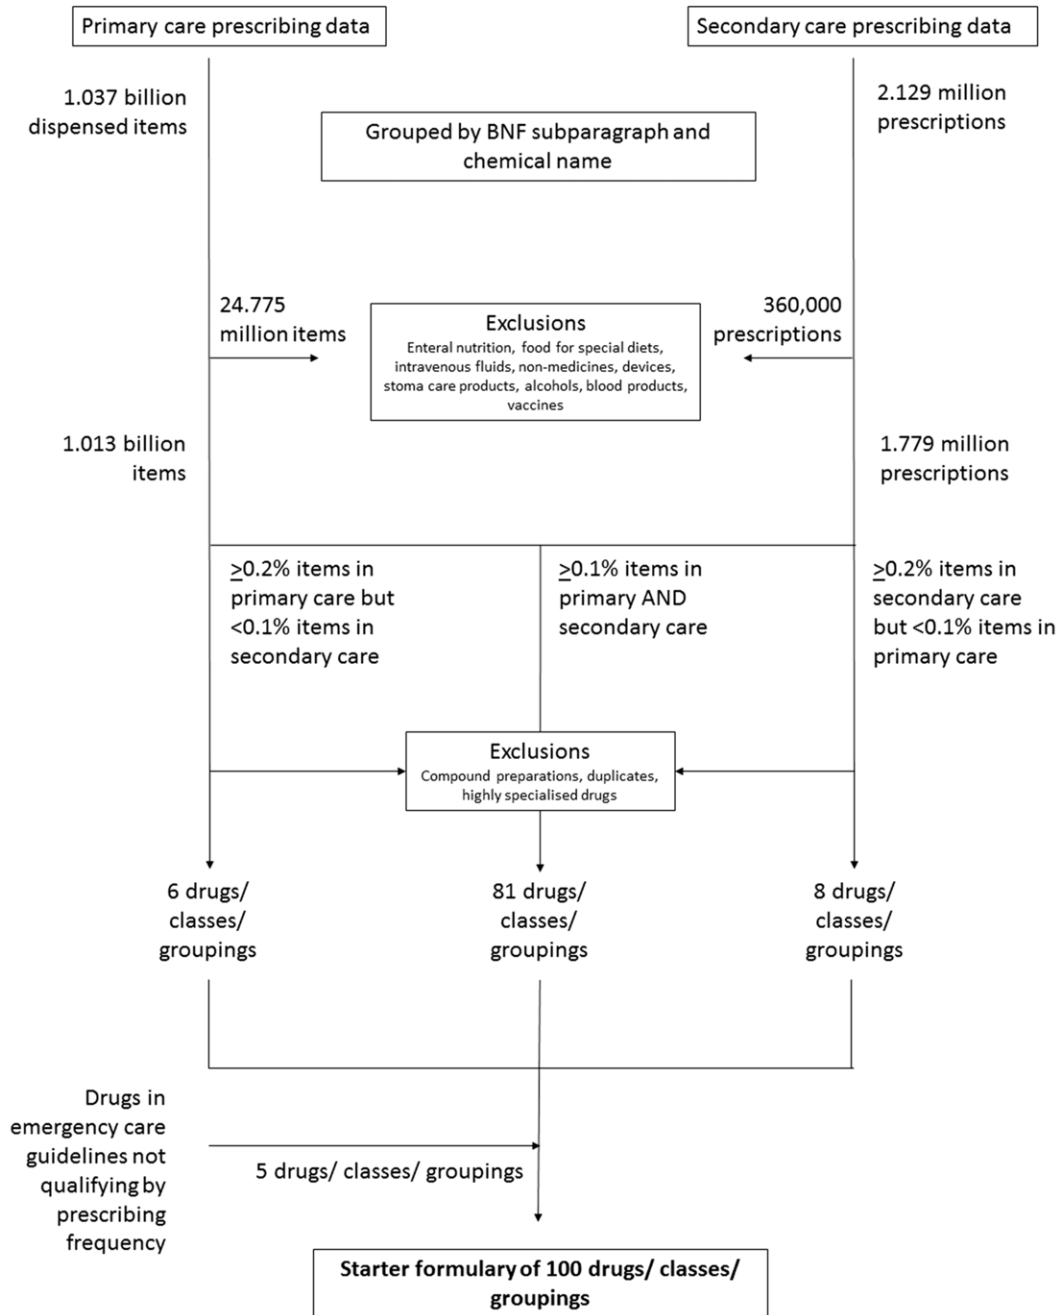 Primary care prescribing data
Secondary care prescribing data
1.037 billion
dispensed items
2.129 million
prescriptions
Grouped by BNF subparagraph and
chemical name
24.775
million items
360,000
prescriptions
Exclusions
Enteral nutrition, food for special diets,
intravenous fluids, non-medicines, devices,
stoma care products, alcohols, blood products,
vaccines
1.013 billion
items
1.779 million
prescriptions
≥0.2% items in
primary care but
<0.1% items in
secondary care
≥0.1% items in
primary AND
secondary care
≥0.2% items in
secondary care
but <0.1% items in
primary care
Exclusions
Compound preparations, duplicates,
highly specialised drugs
6 drugs/
classes/
groupings
81 drugs/
classes/
groupings
8 drugs/
classes/
groupings
Drugs in
emergency care
guidelines not
qualifying by
prescribing
frequency
5 drugs/ classes/ groupings
Starter formulary of 100 drugs/ classes/
groupings